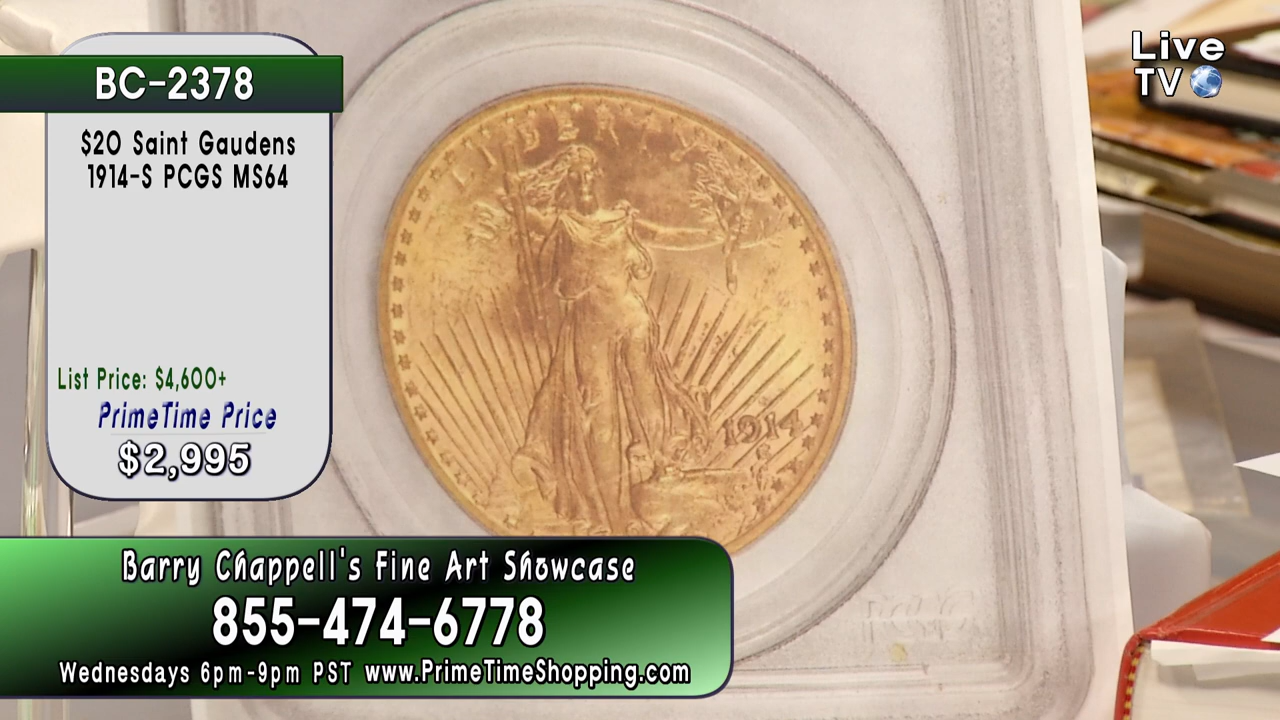 BC-2378
$20 Saint Gaudens
1914-S PCGS MS64
List Price: $4,600+
PrimeTime Price
$2,995
Live
TV
LIBERTY
1914
Barry Chappell's Fine Art Showcase
855-474-6778
Wednesdays 6pm-9pm PST www.PrimeTimeShopping.com